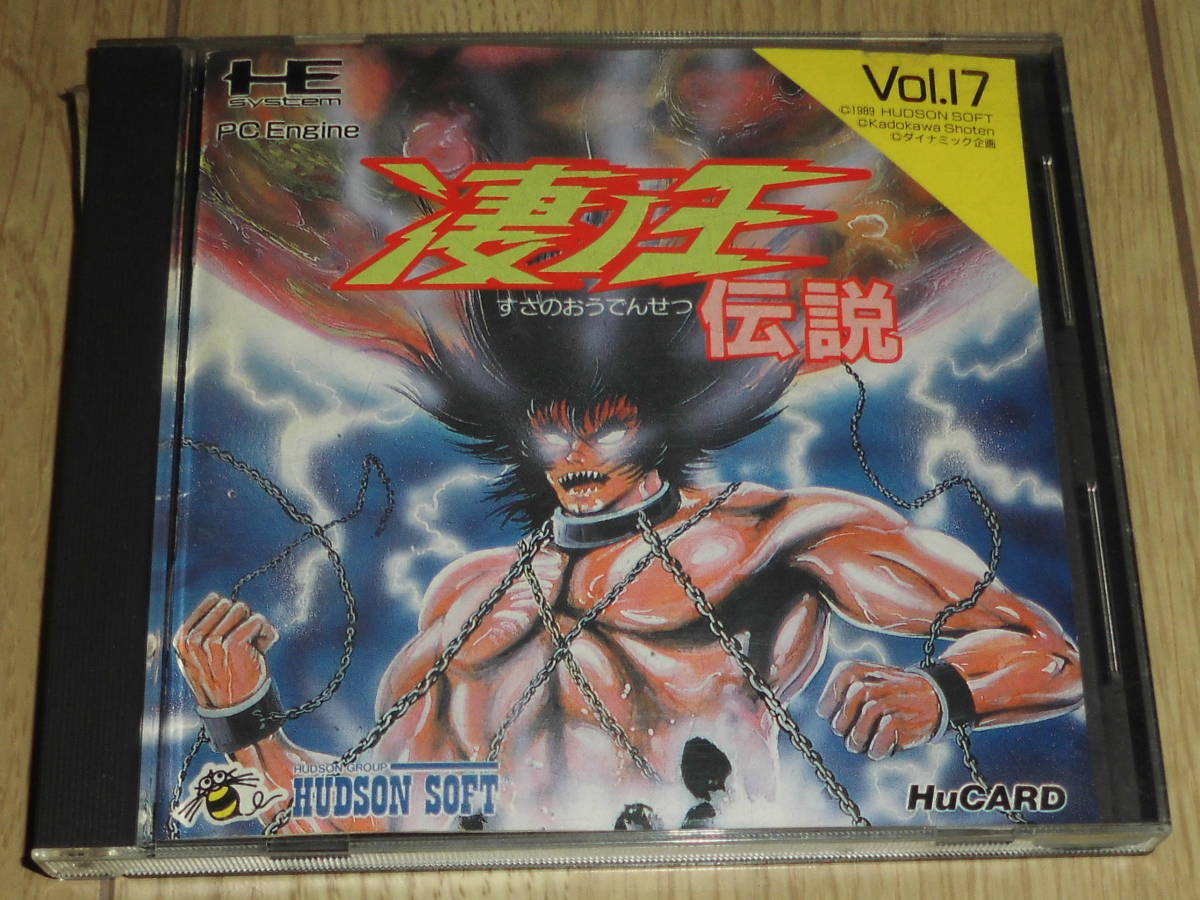 HE
system
PC Engine
Vol.17
©1989 HUDSON SOFT
©Kadokawa Shoten
©ダイナミック企画
凄ノ王
すさのおうでんせつ
伝説
HUDSON GROUP
HUDSON SOFT
HuCARD